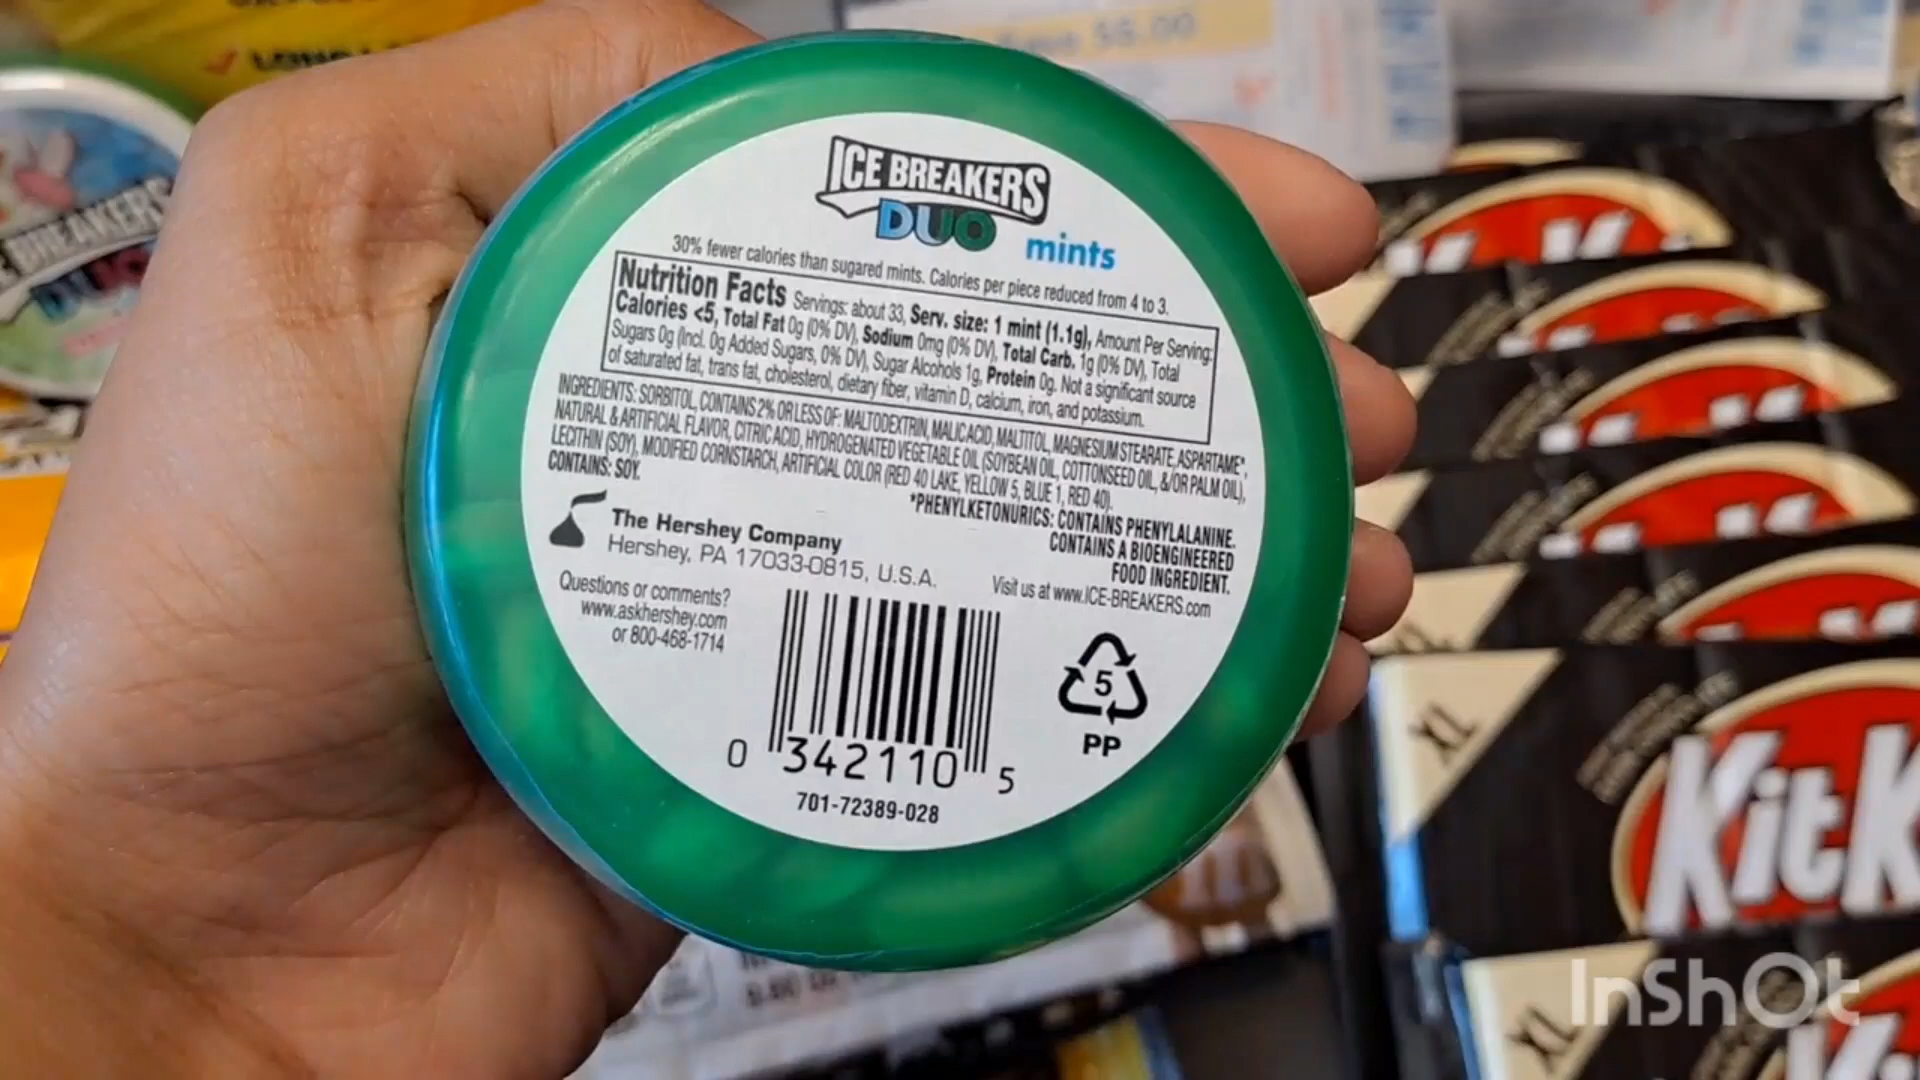 ICE BREAKERS
DUO mints
30% fewer calories than sugared mints. Calories per piece reduced from 4 to 3.
Nutrition Facts Servings: about 33, Serv. size: 1 mint (1.1g), Amount Per Serving:
Calories <5, Total Fat 0g (0% DV), Sodium 0mg (0% DV), Total Carb. 1g (0% DV), Total
Sugars 0g (Incl. 0g Added Sugars, 0% DV), Sugar Alcohols 1g, Protein 0g. Not a significant source
of saturated fat, trans fat, cholesterol, dietary fiber, vitamin D, calcium, iron, and potassium.
INGREDIENTS: SORBITOL, CONTAINS 2% OR LESS OF: MALTODEXTRIN, MALIC ACID, MALTITOL, MAGNESIUM STEARATE, ASPARTAME*,
NATURAL & ARTIFICIAL FLAVOR, CITRIC ACID, HYDROGENATED VEGETABLE OIL (SOYBEAN OIL, COTTONSEED OIL, &/OR PALM OIL),
LECITHIN (SOY), MODIFIED CORNSTARCH, ARTIFICIAL COLOR (RED 40 LAKE, YELLOW 5, BLUE 1, RED 40).
CONTAINS: SOY.
*PHENYLKETONURICS: CONTAINS PHENYLALANINE.
CONTAINS A BIOENGINEERED
FOOD INGREDIENT.
The Hershey Company
Hershey, PA 17033-0815, U.S.A.
Visit us at www.ICE-BREAKERS.com
Questions or comments?
www.askhershey.com
or 800-468-1714
5
PP
0 342110 5
701-72389-028
BREAKERS
XL
KitK
XL
InShOt